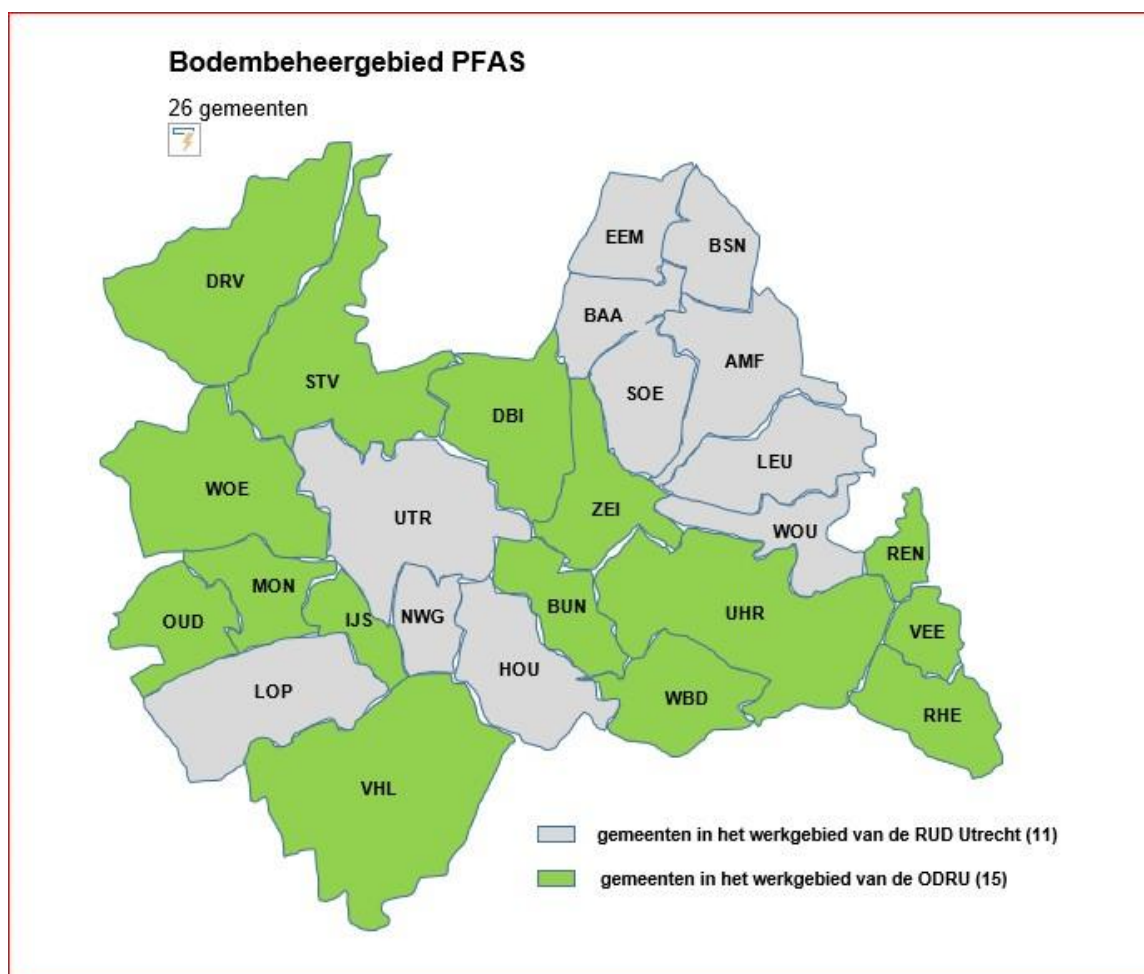 Bodembeheergebied PFAS
26 gemeenten
EEM
BSN
DRV
BAA
AMF
STV
SOE
DBI
LEU
WOE
ZEI
UTR
WOU
REN
MON
BUN
UHR
OUD
IJS
NWG
VEE
HOU
LOP
WBD
RHE
VHL
gemeenten in het werkgebied van de RUD Utrecht (11)
gemeenten in het werkgebied van de ODRU (15)